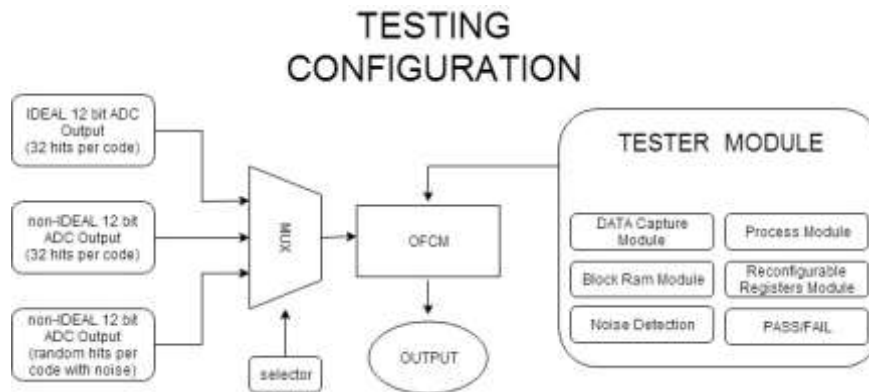 TESTING
CONFIGURATION
IDEAL 12 bit ADC
Output
(32 hits per code)
non-IDEAL 12 bit
ADC Output
(32 hits per code)
non-IDEAL 12 bit
ADC Output
(random hits per
code with noise)
MUX
selector
OFCM
OUTPUT
TESTER MODULE
DATA Capture
Module
Process Module
Block Ram Module
Reconfigurable
Registers Module
Noise Detection
PASS/FAIL